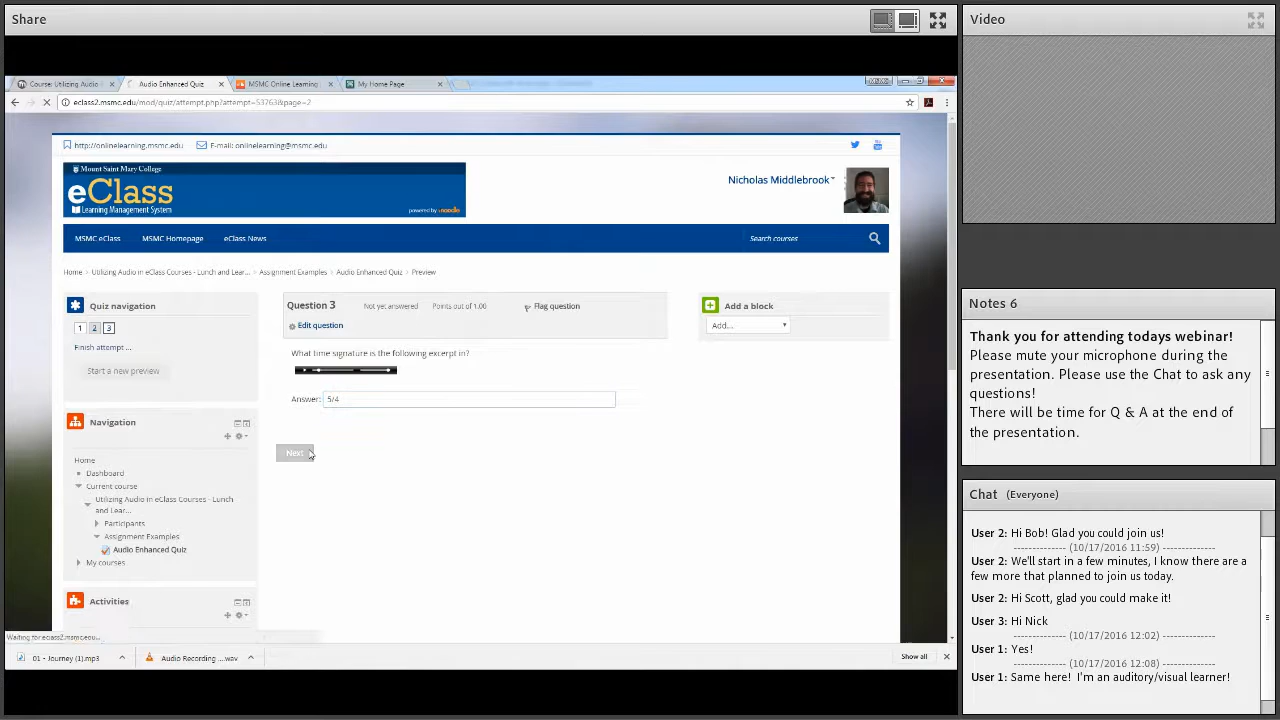 Share
Course: Utilizing Audio
Audio Enhanced Quiz
MSMC Online Learning
My Home Page
eclass2.msmc.edu/mod/quiz/attempt.php?attempt=53763&page=2
http://onlinelearning.msmc.edu
E-mail: onlinelearning@msmc.edu
Mount Saint Mary College
eClass
Learning Management System
powered by moodle
Nicholas Middlebrook
MSMC eClass
MSMC Homepage
eClass News
Search courses
Home
Utilizing Audio in eClass Courses - Lunch and Lear...
Assignment Examples
Audio Enhanced Quiz
Preview
Quiz navigation
1 2 3
Finish attempt ...
Start a new preview
Question 3
Not yet answered
Points out of 1.00
Flag question
Edit question
What time signature is the following excerpt in?
Answer: 5/4
Next
Add a block
Add...
Navigation
Home
Dashboard
Current course
Utilizing Audio in eClass Courses - Lunch
and Lear...
Participants
Assignment Examples
Audio Enhanced Quiz
My courses
Activities
Waiting for eclass2.msmc.edu...
01 - Journey (1).mp3
Audio Recording ....wav
Show all
Video
Notes 6
Thank you for attending todays webinar!
Please mute your microphone during the
presentation. Please use the Chat to ask any
questions!
There will be time for Q & A at the end of
the presentation.
Chat (Everyone)
User 2: Hi Bob! Glad you could join us!
------------- (10/17/2016 11:59) -------------
User 2: We'll start in a few minutes, I know there are a
few more that planned to join us today.
User 2: Hi Scott, glad you could make it!
User 3: Hi Nick
------------- (10/17/2016 12:02) -------------
User 1: Yes!
------------- (10/17/2016 12:08) -------------
User 1: Same here! I'm an auditory/visual learner!